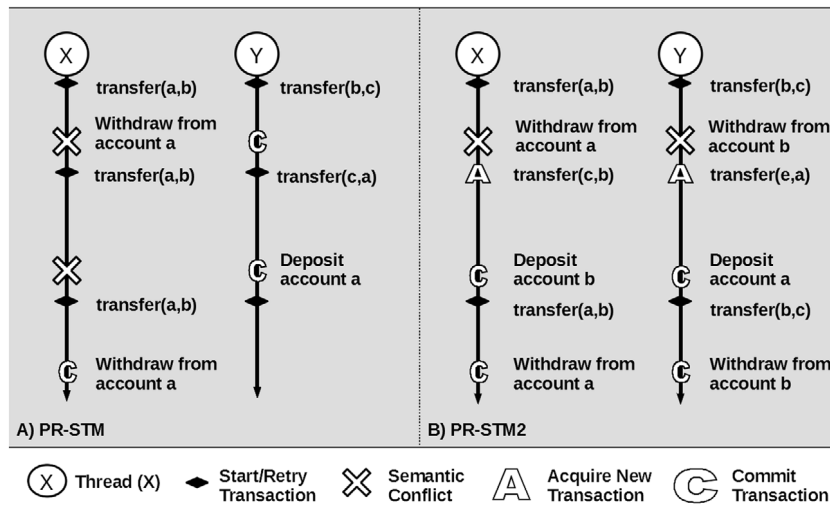 X
Y
transfer(a,b)
transfer(b,c)
Withdraw from
account a
C
transfer(a,b)
transfer(c,a)
C
Deposit
account a
transfer(a,b)
C
Withdraw from
account a
A) PR-STM
X
Y
transfer(a,b)
transfer(b,c)
Withdraw from
account a
Withdraw from
account b
A
transfer(c,b)
A
transfer(e,a)
C
Deposit
account b
C
Deposit
account a
transfer(a,b)
transfer(b,c)
C
Withdraw from
account a
C
Withdraw from
account b
B) PR-STM2
X
Thread (X)
Start/Retry
Transaction
Semantic
Conflict
A
Acquire New
Transaction
C
Commit
Transaction